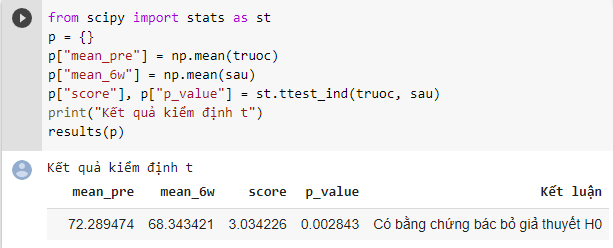 from scipy import stats as st
p = {}
p["mean_pre"] = np.mean(truoc)
p["mean_6w"] = np.mean(sau)
p["score"], p["p_value"] = st.ttest_ind(truoc, sau)
print("Kết quả kiểm định t")
results(p)
Kết quả kiểm định t
mean_pre mean_6w score p_value Kết luận
72.289474 68.343421 3.034226 0.002843 Có bằng chứng bác bỏ giả thuyết H0